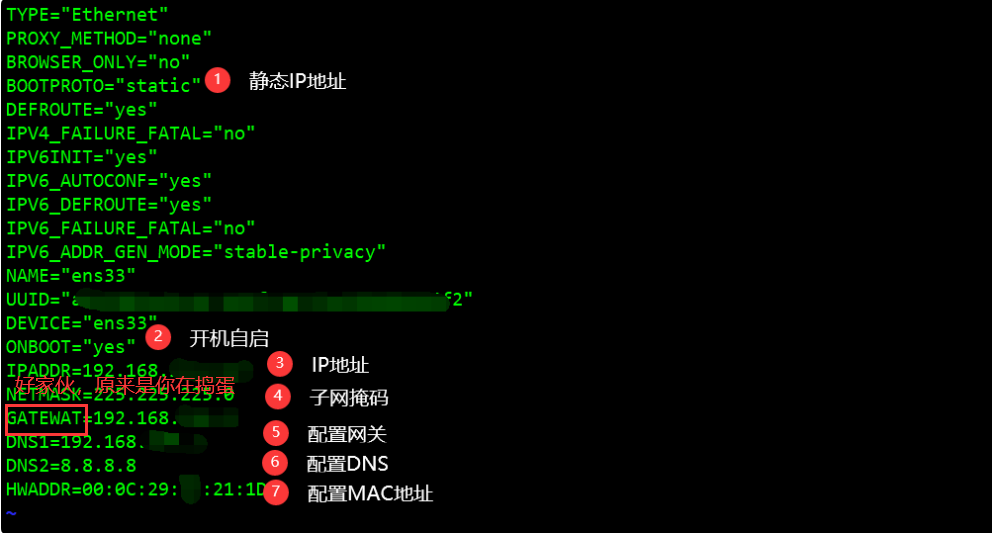 TYPE="Ethernet"
PROXY_METHOD="none"
BROWSER_ONLY="no"
BOOTPROTO="static" 1 静态IP地址
DEFROUTE="yes"
IPV4_FAILURE_FATAL="no"
IPV6INIT="yes"
IPV6_AUTOCONF="yes"
IPV6_DEFROUTE="yes"
IPV6_FAILURE_FATAL="no"
IPV6_ADDR_GEN_MODE="stable-privacy"
NAME="ens33"
UUID="a f2"
DEVICE="ens33"
ONBOOT="yes" 2 开机自启
IPADDR=192.168. 3 IP地址
好家伙，原来是你在捣蛋
NETMASK=225.225.225.0 4 子网掩码
GATEWAT=192.168. 5 配置网关
DNS1=192.168.
DNS2=8.8.8.8 6 配置DNS
HWADDR=00:0C:29: :21:1D 7 配置MAC地址
~